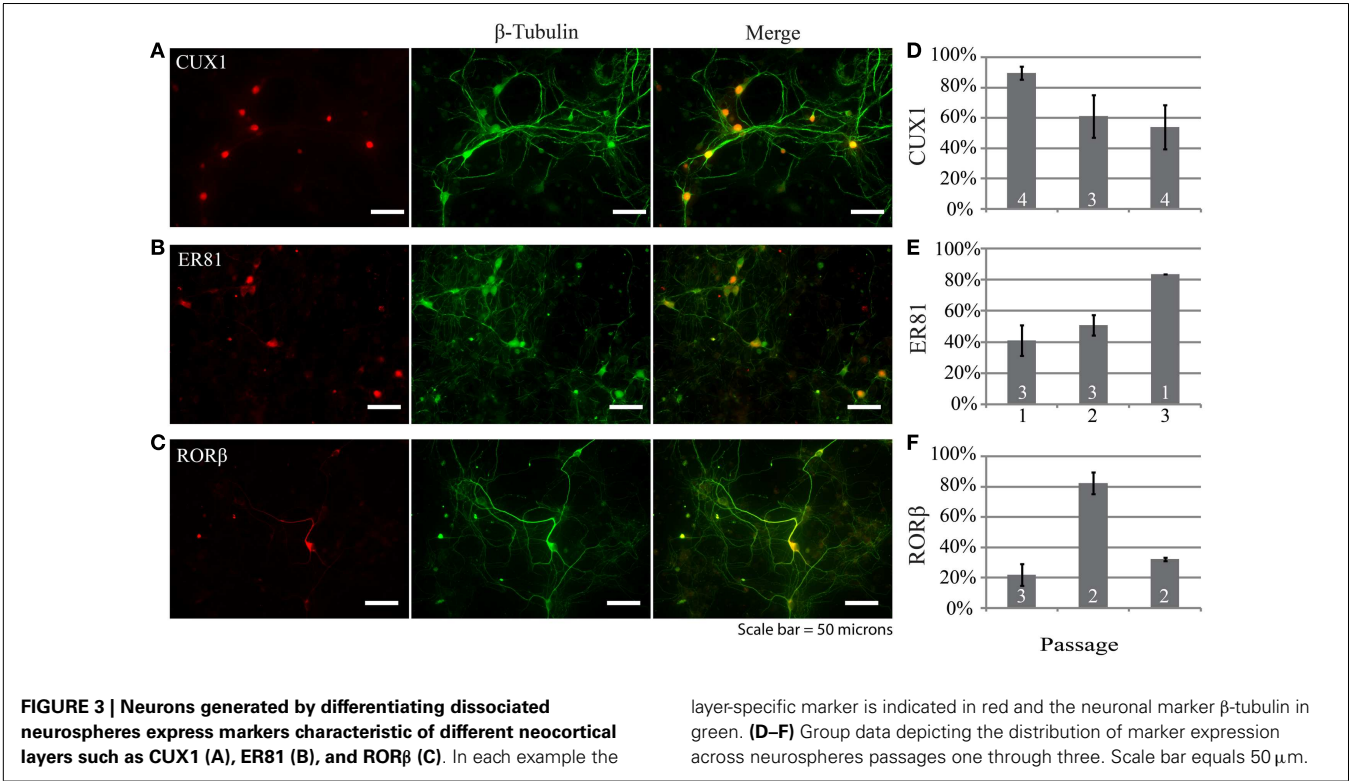 β-Tubulin
Merge
A
CUX1
B
ER81
C
RORβ
Scale bar = 50 microns
D
CUX1
100%
80%
60%
40%
20%
0%
4
3
4
E
ER81
100%
80%
60%
40%
20%
0%
3
3
1
1
2
3
F
RORβ
100%
80%
60%
40%
20%
0%
3
2
2
Passage
FIGURE 3 | Neurons generated by differentiating dissociated
neurospheres express markers characteristic of different neocortical
layers such as CUX1 (A), ER81 (B), and RORβ (C). In each example the
layer-specific marker is indicated in red and the neuronal marker β-tubulin in
green. (D–F) Group data depicting the distribution of marker expression
across neurospheres passages one through three. Scale bar equals 50 μm.